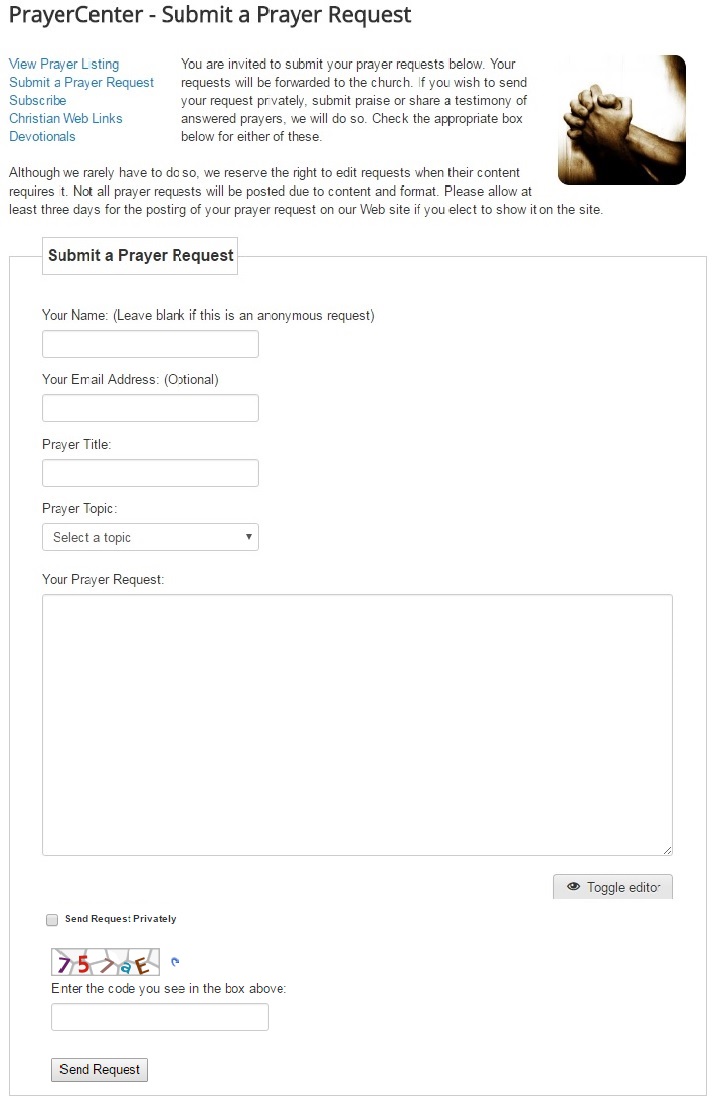 PrayerCenter - Submit a Prayer Request
View Prayer Listing
Submit a Prayer Request
Subscribe
Christian Web Links
Devotionals
You are invited to submit your prayer requests below. Your
requests will be forwarded to the church. If you wish to send
your request privately, submit praise or share a testimony of
answered prayers, we will do so. Check the appropriate box
below for either of these.
Although we rarely have to do so, we reserve the right to edit requests when their content
requires it. Not all prayer requests will be posted due to content and format. Please allow at
least three days for the posting of your prayer request on our Web site if you elect to show it on the site.
Submit a Prayer Request
Your Name: (Leave blank if this is an anonymous request)
Your Email Address: (Optional)
Prayer Title:
Prayer Topic:
Select a topic
Your Prayer Request:
Toggle editor
Send Request Privately
757aE
Enter the code you see in the box above:
Send Request